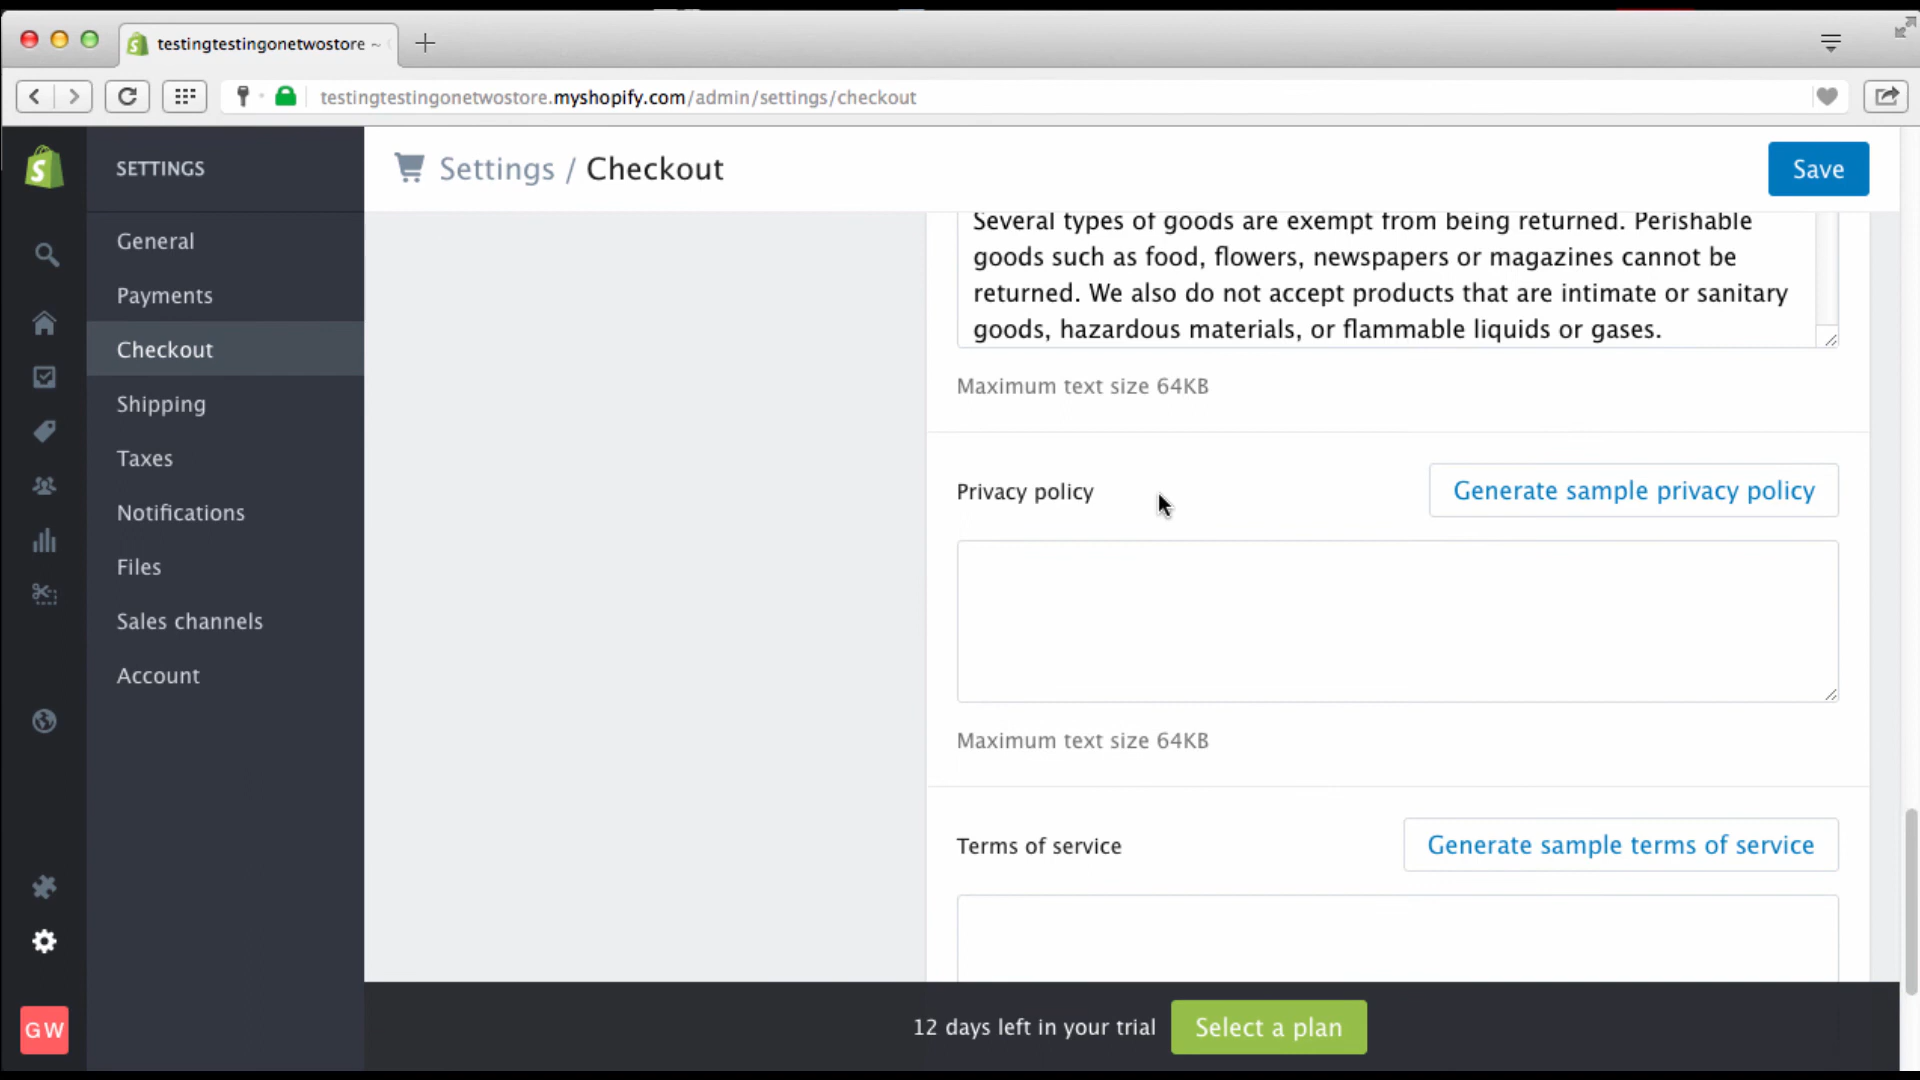 testingtestingonetwostore ~
testingtestingonetwostore.myshopify.com/admin/settings/checkout
SETTINGS
Settings / Checkout
Save
General
Payments
Checkout
Shipping
Taxes
Notifications
Files
Sales channels
Account
GW
Several types of goods are exempt from being returned. Perishable
goods such as food, flowers, newspapers or magazines cannot be
returned. We also do not accept products that are intimate or sanitary
goods, hazardous materials, or flammable liquids or gases.
Maximum text size 64KB
Privacy policy
Generate sample privacy policy
Maximum text size 64KB
Terms of service
Generate sample terms of service
12 days left in your trial
Select a plan